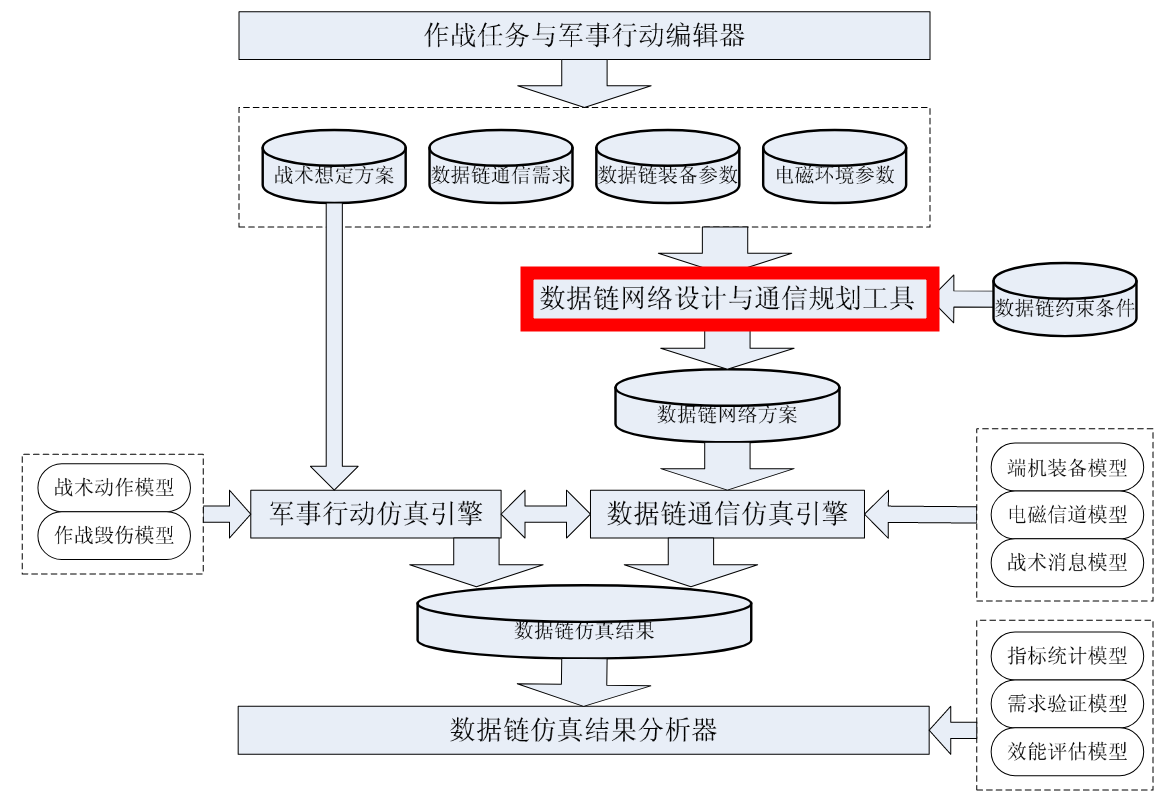 作战任务与军事行动编辑器
战术想定方案
数据链通信需求
数据链装备参数
电磁环境参数
数据链网络设计与通信规划工具
数据链约束条件
数据链网络方案
战术动作模型
作战毁伤模型
军事行动仿真引擎
数据链通信仿真引擎
端机装备模型
电磁信道模型
战术消息模型
数据链仿真结果
指标统计模型
需求验证模型
效能评估模型
数据链仿真结果分析器